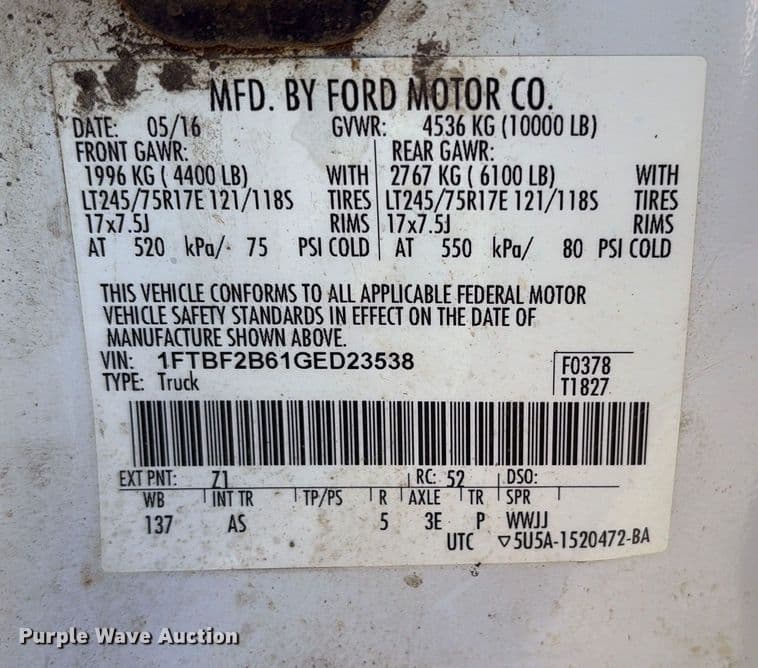 MFD. BY FORD MOTOR CO.
DATE: 05/16 GVWR: 4536 KG (10000 LB)
FRONT GAWR: REAR GAWR:
1996 KG ( 4400 LB) WITH 2767 KG ( 6100 LB) WITH
LT245/75R17E 121/118S TIRES LT245/75R17E 121/118S TIRES
17x7.5J RIMS 17x7.5J RIMS
AT 520 kPa/ 75 PSI COLD AT 550 kPa/ 80 PSI COLD
THIS VEHICLE CONFORMS TO ALL APPLICABLE FEDERAL MOTOR
VEHICLE SAFETY STANDARDS IN EFFECT ON THE DATE OF
MANUFACTURE SHOWN ABOVE.
VIN: 1FTBF2B61GED23538 F0378
TYPE: Truck T1827
EXT PNT: Z1 RC: 52 DSO:
WB INT TR TP/PS R AXLE TR SPR
137 AS 5 3E P WWJJ
UTC ▽5U5A-1520472-BA
Purple Wave Auction